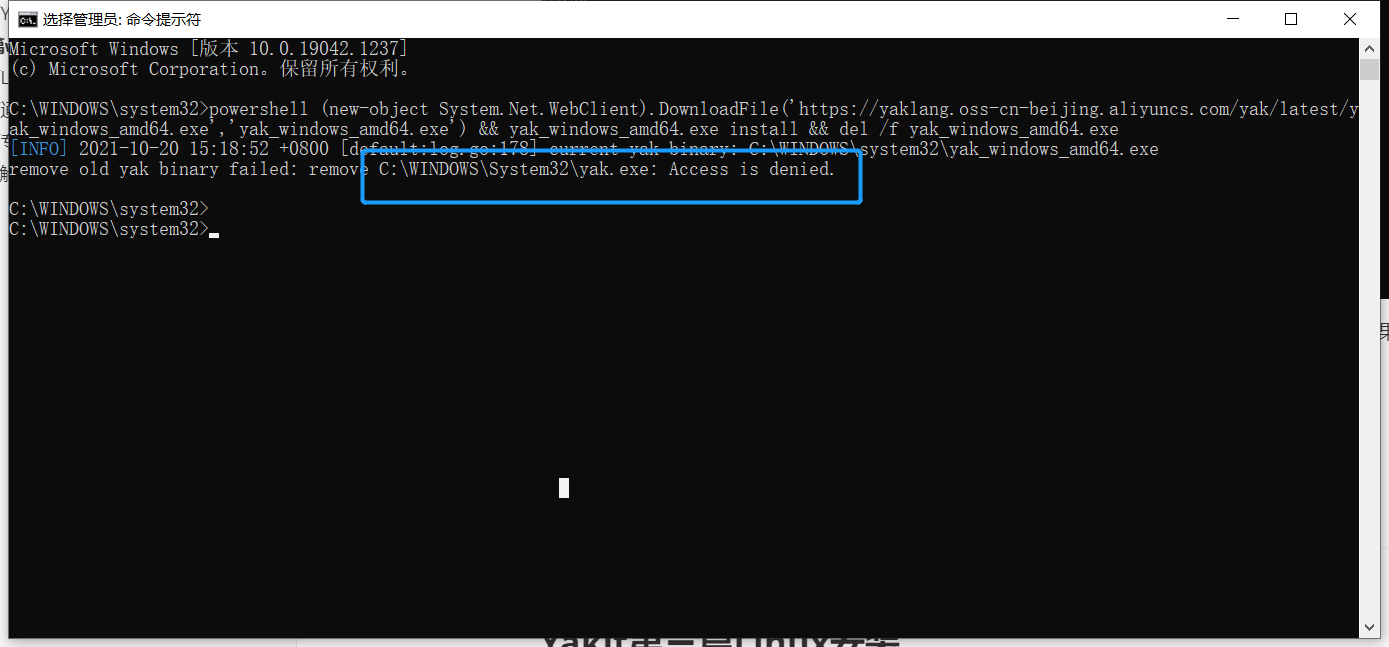 选择管理员: 命令提示符
Microsoft Windows [版本 10.0.19042.1237]
(c) Microsoft Corporation。保留所有权利。
C:\WINDOWS\system32>powershell (new-object System.Net.WebClient).DownloadFile('https://yaklang.oss-cn-beijing.aliyuncs.com/yak/latest/y
ak_windows_amd64.exe','yak_windows_amd64.exe') && yak_windows_amd64.exe install && del /f yak_windows_amd64.exe
[INFO] 2021-10-20 15:18:52 +0800 [default:log.go:178] current yak binary: C:\WINDOWS\system32\yak_windows_amd64.exe
remove old yak binary failed: remove C:\WINDOWS\System32\yak.exe: Access is denied.
C:\WINDOWS\system32>
C:\WINDOWS\system32>